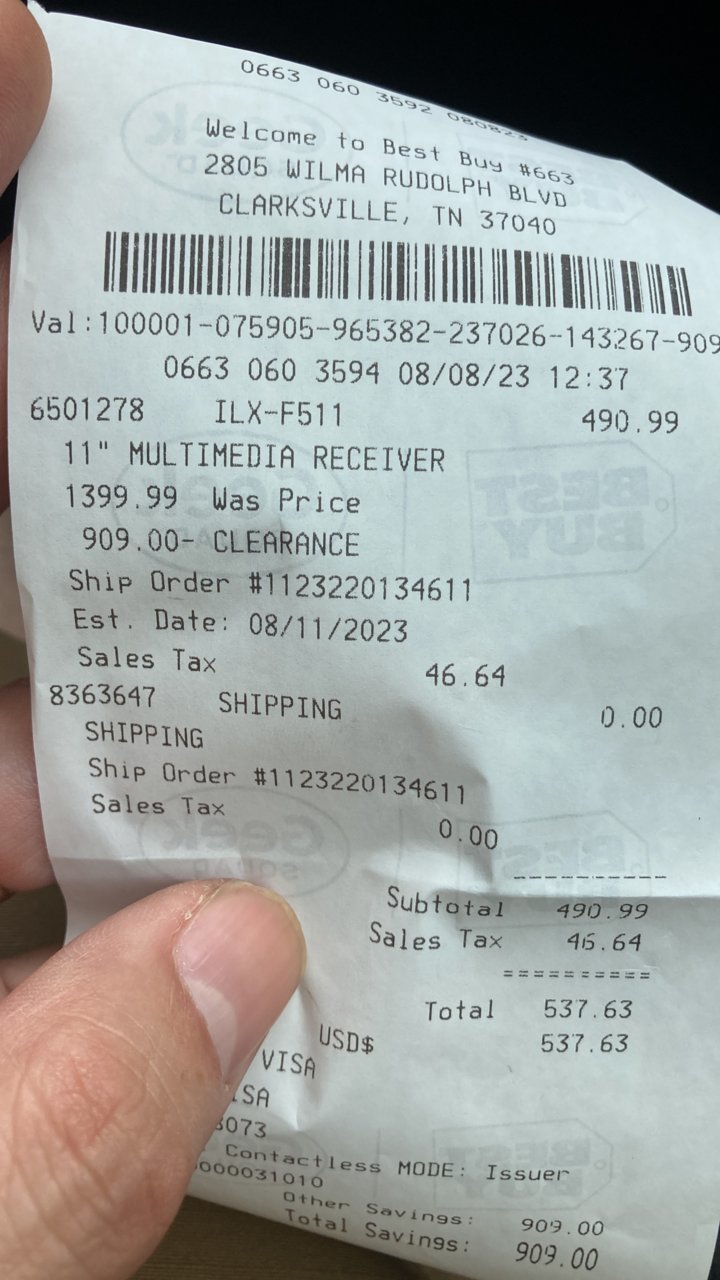 0663 060 3592 080823
Welcome to Best Buy #663
2805 WILMA RUDOLPH BLVD
CLARKSVILLE, TN 37040
Val:100001-075905-965382-237026-143267-909
0663 060 3594 08/08/23 12:37
6501278 ILX-F511 490.99
11" MULTIMEDIA RECEIVER
1399.99 Was Price
909.00- CLEARANCE
Ship Order #1123220134611
Est. Date: 08/11/2023
Sales Tax 46.64
8363647 SHIPPING 0.00
SHIPPING
Ship Order #1123220134611
Sales Tax 0.00
Subtotal 490.99
Sales Tax 46.64
Total 537.63
USD$ 537.63
VISA
ISA
3073
Contactless MODE: Issuer
000031010
Other Savings: 909.00
Total Savings: 909.00